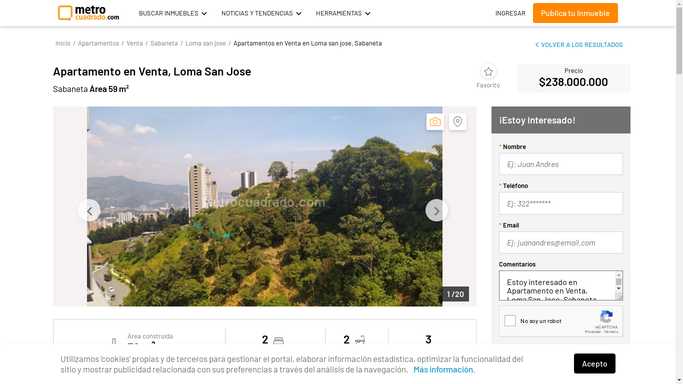 metro
cuadrado.com
BUSCAR INMUEBLES
NOTICIAS Y TENDENCIAS
HERRAMIENTAS
INGRESAR
Publica tu Inmueble
Inicio / Apartamentos / Venta / Sabaneta / Loma san jose / Apartamentos en Venta en Loma san jose, Sabaneta
VOLVER A LOS RESULTADOS
Apartamento en Venta, Loma San Jose
Sabaneta Área 59 m²
Favorito
Precio
$238.000.000
metrocuadrado.com
1 / 20
¡Estoy Interesado!
* Nombre
Ej: Juan Andres
* Teléfono
Ej: 322*******
* Email
Ej: juanandres@email.com
Comentarios
Estoy interesado en
Apartamento en Venta,
Loma San Jose, Sabaneta
No soy un robot
reCAPTCHA
Privacidad - Términos
Área construida
2
2
3
Utilizamos 'cookies' propias y de terceros para gestionar el portal, elaborar información estadística, optimizar la funcionalidad del
sitio y mostrar publicidad relacionada con sus preferencias a través del análisis de la navegación. Más información.
Acepto